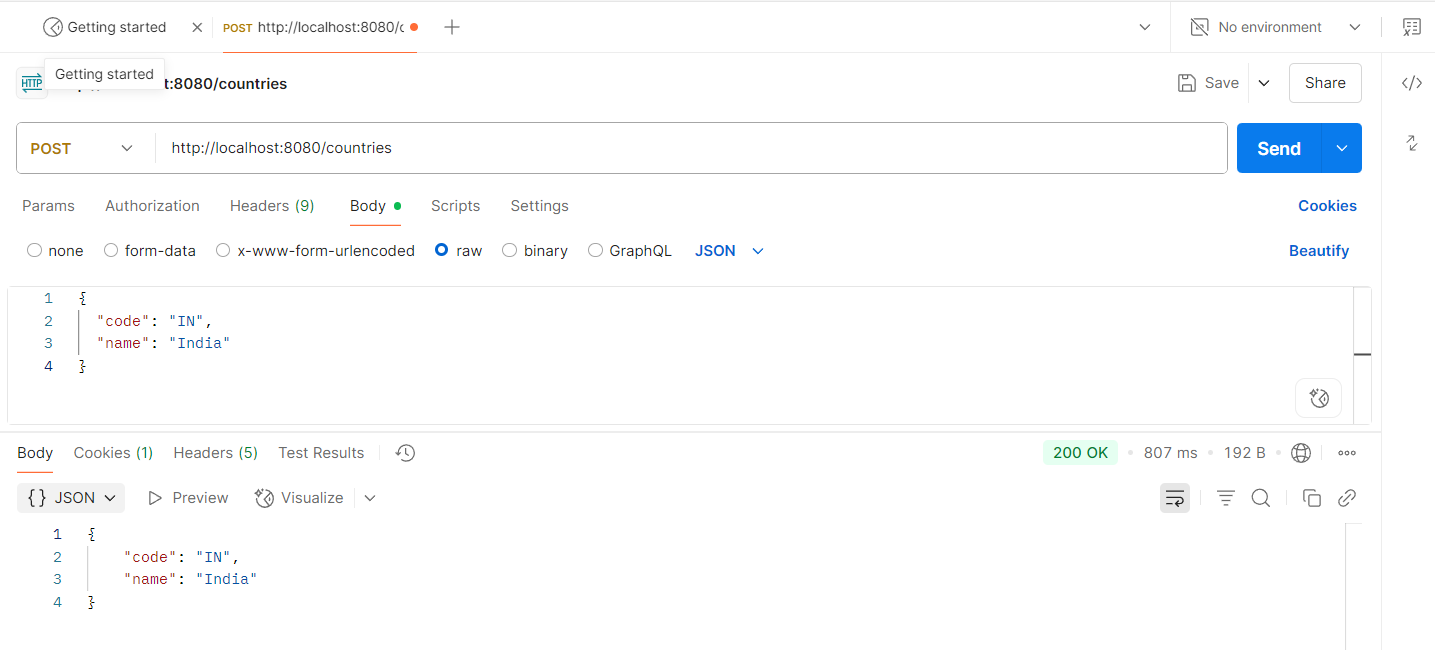 Getting started
POST http://localhost:8080/c
No environment
HTTP
Getting started
t:8080/countries
Save
Share
POST
http://localhost:8080/countries
Send
Params Authorization Headers (9) Body Scripts Settings Cookies
none form-data x-www-form-urlencoded raw binary GraphQL JSON Beautify
1 {
2 "code": "IN",
3 "name": "India"
4 }
Body Cookies (1) Headers (5) Test Results 200 OK 807 ms 192 B
{} JSON Preview Visualize
1 {
2 "code": "IN",
3 "name": "India"
4 }